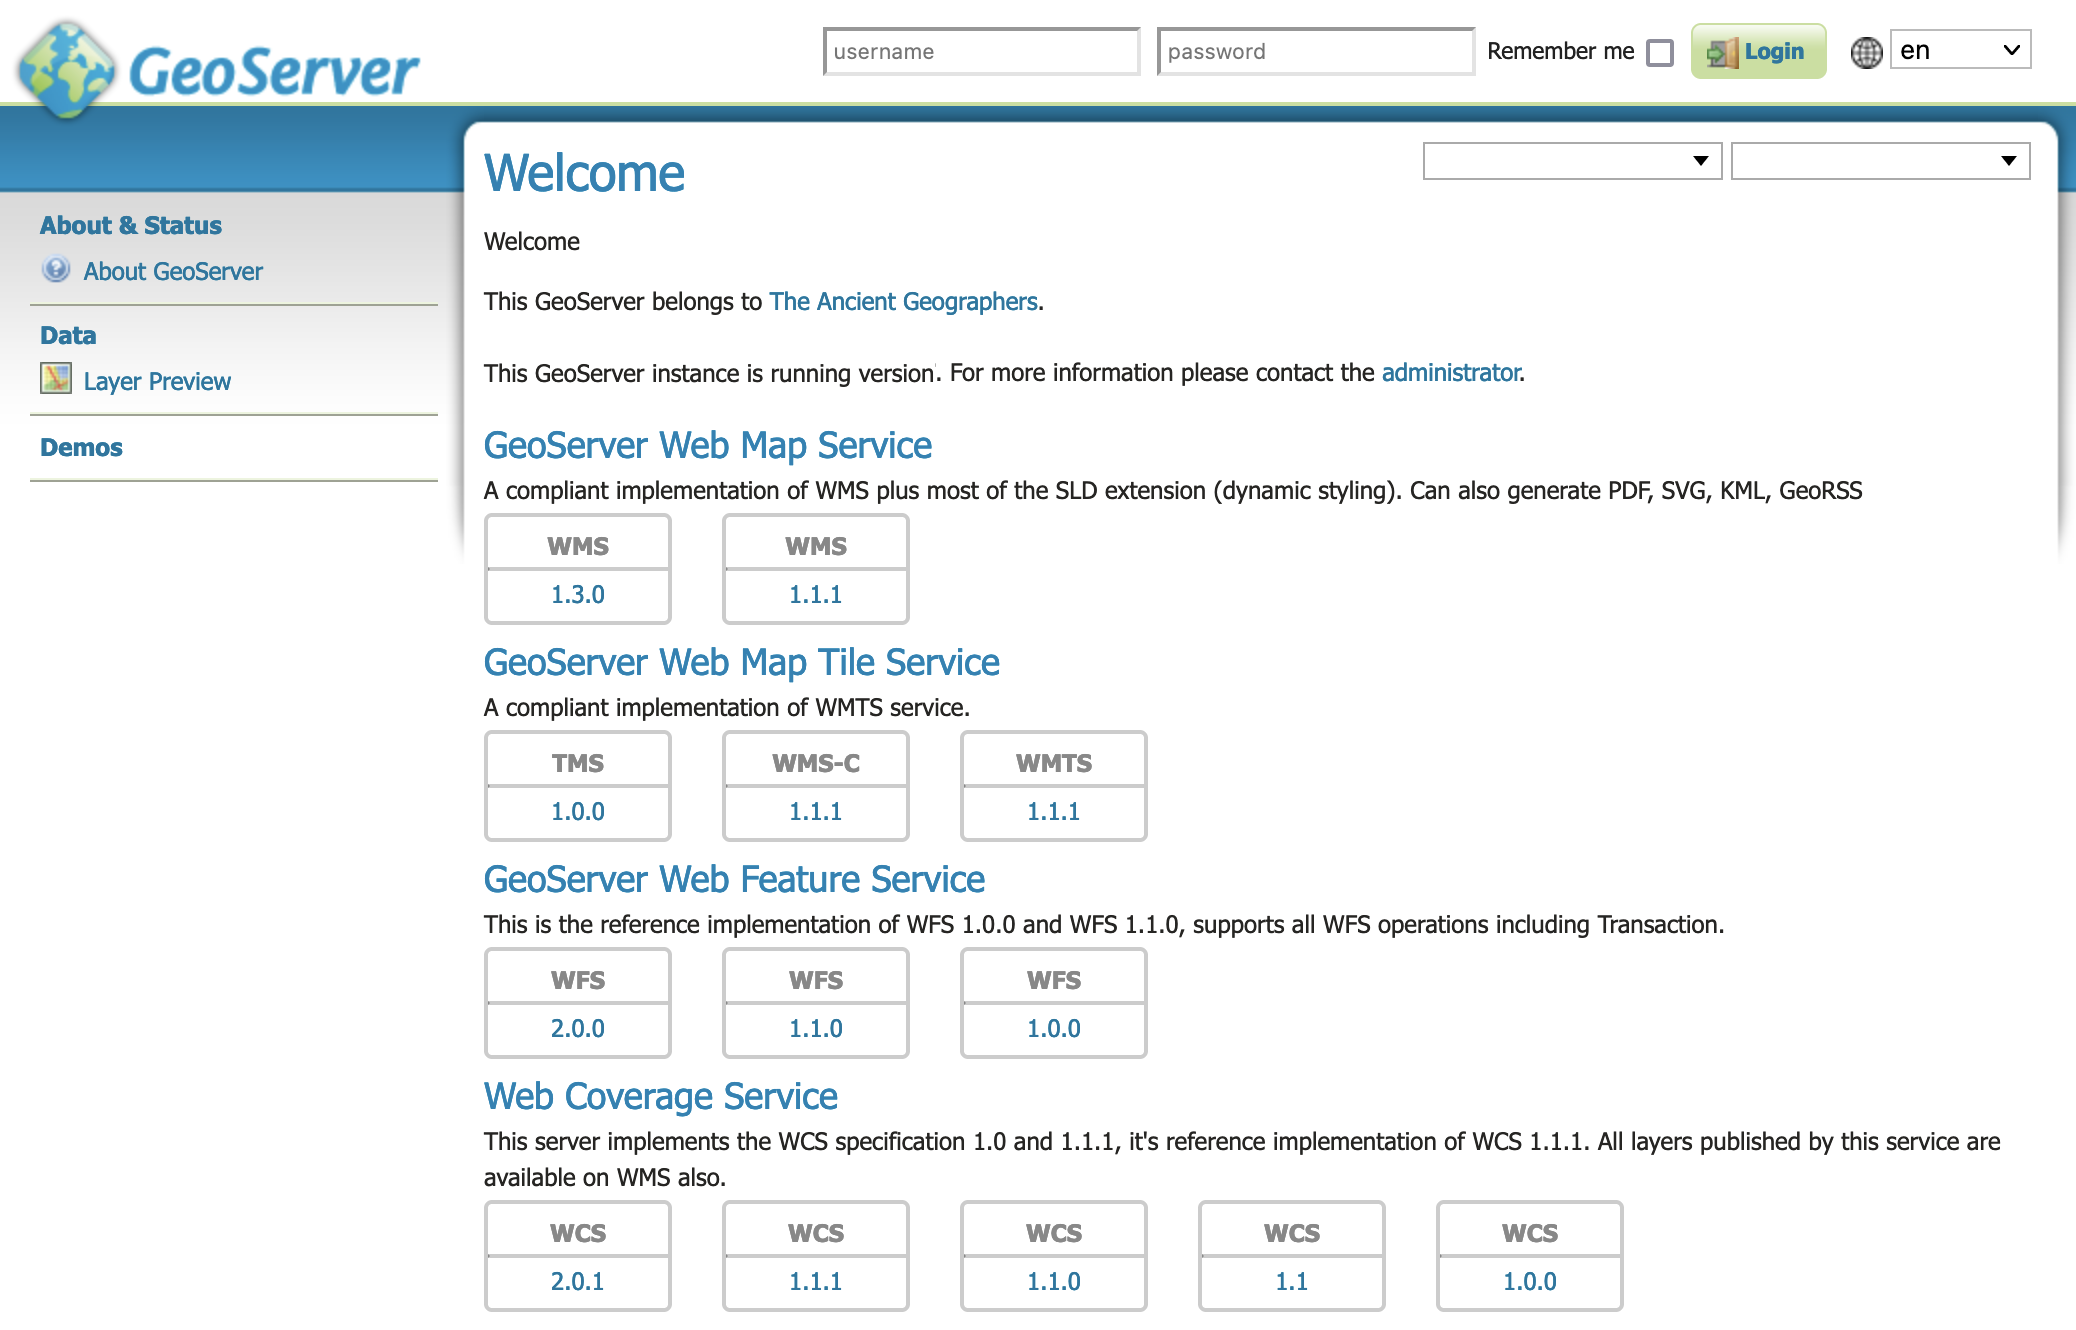 GeoServer
username
password
Remember me
Login
en
About & Status
About GeoServer
Data
Layer Preview
Demos
Welcome
Welcome
This GeoServer belongs to The Ancient Geographers.
This GeoServer instance is running version. For more information please contact the administrator.
GeoServer Web Map Service
A compliant implementation of WMS plus most of the SLD extension (dynamic styling). Can also generate PDF, SVG, KML, GeoRSS
WMS WMS
1.3.0 1.1.1
GeoServer Web Map Tile Service
A compliant implementation of WMTS service.
TMS WMS-C WMTS
1.0.0 1.1.1 1.1.1
GeoServer Web Feature Service
This is the reference implementation of WFS 1.0.0 and WFS 1.1.0, supports all WFS operations including Transaction.
WFS WFS WFS
2.0.0 1.1.0 1.0.0
Web Coverage Service
This server implements the WCS specification 1.0 and 1.1.1, it's reference implementation of WCS 1.1.1. All layers published by this service are
available on WMS also.
WCS WCS WCS WCS WCS
2.0.1 1.1.1 1.1.0 1.1 1.0.0